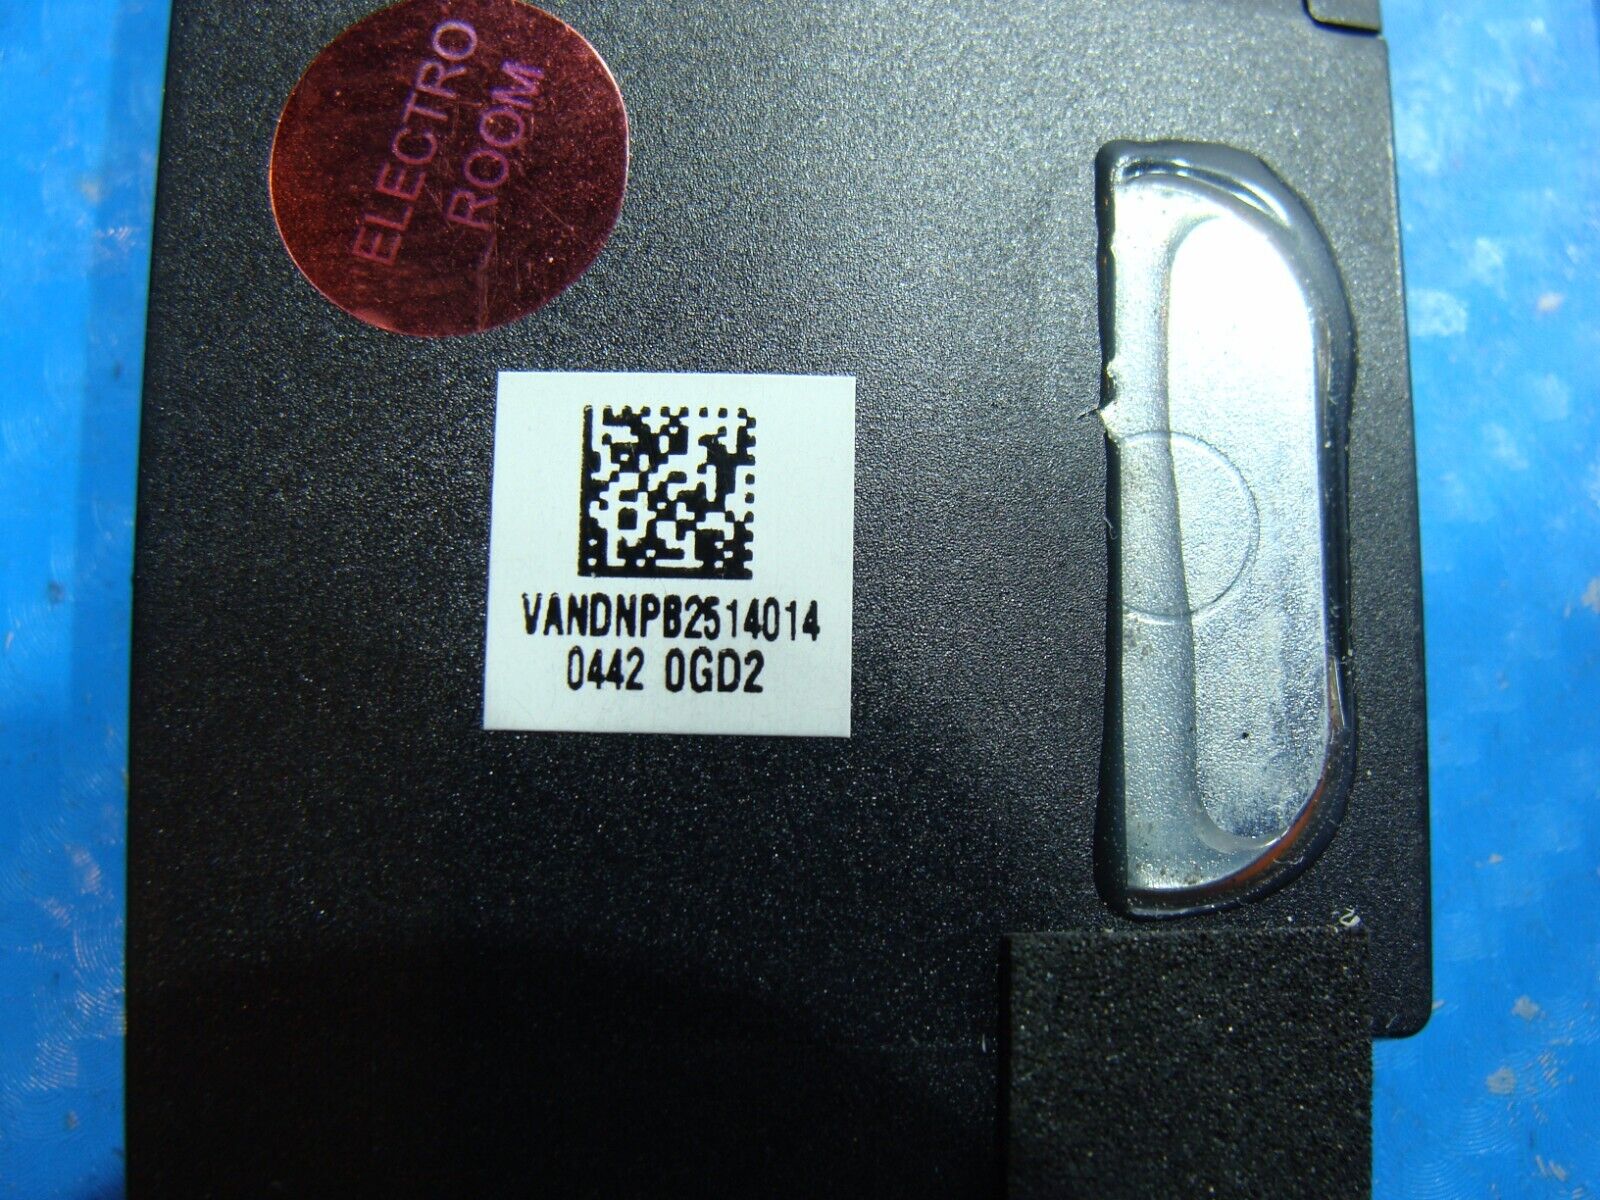 ELECTRO
ROOM
VANDNPB2514014
0442 0GD2